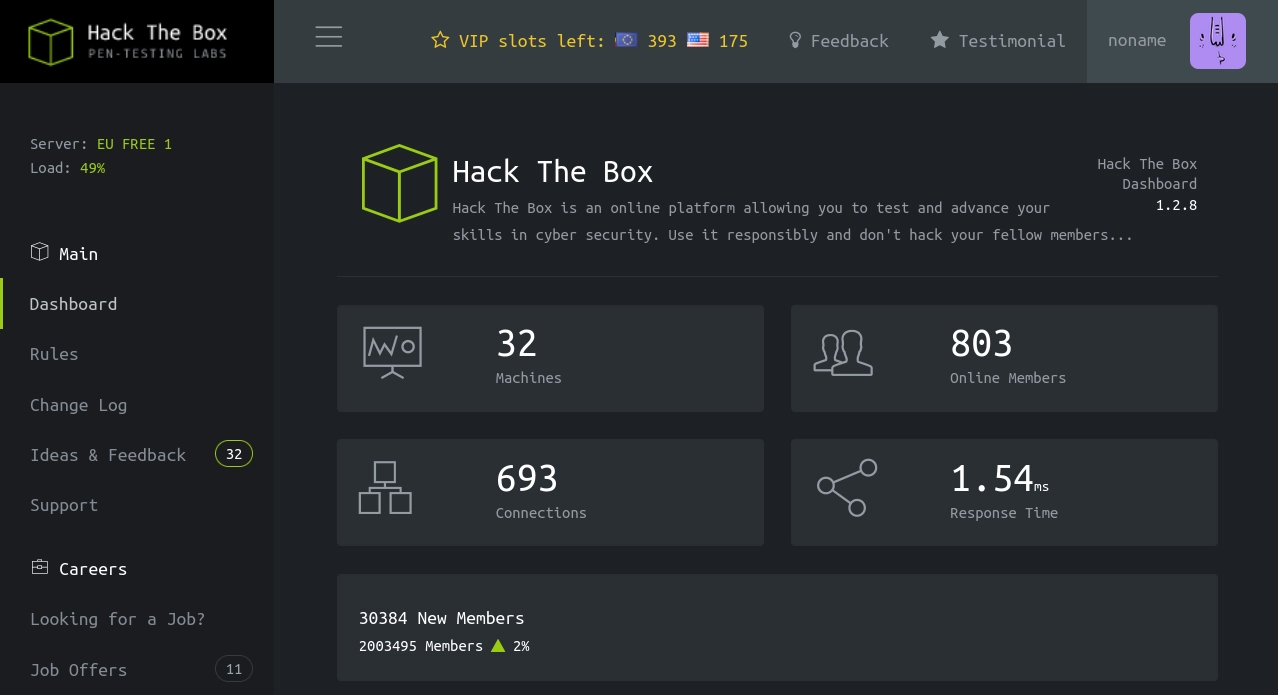 Hack The Box
PEN-TESTING LABS
VIP slots left: 393 175
Feedback
Testimonial
noname
Server: EU FREE 1
Load: 49%
Main
Dashboard
Rules
Change Log
Ideas & Feedback 32
Support
Careers
Looking for a Job?
Job Offers 11
Hack The Box
Hack The Box is an online platform allowing you to test and advance your
skills in cyber security. Use it responsibly and don't hack your fellow members...
Hack The Box
Dashboard
1.2.8
32
Machines
803
Online Members
693
Connections
1.54ms
Response Time
30384 New Members
2003495 Members 2%